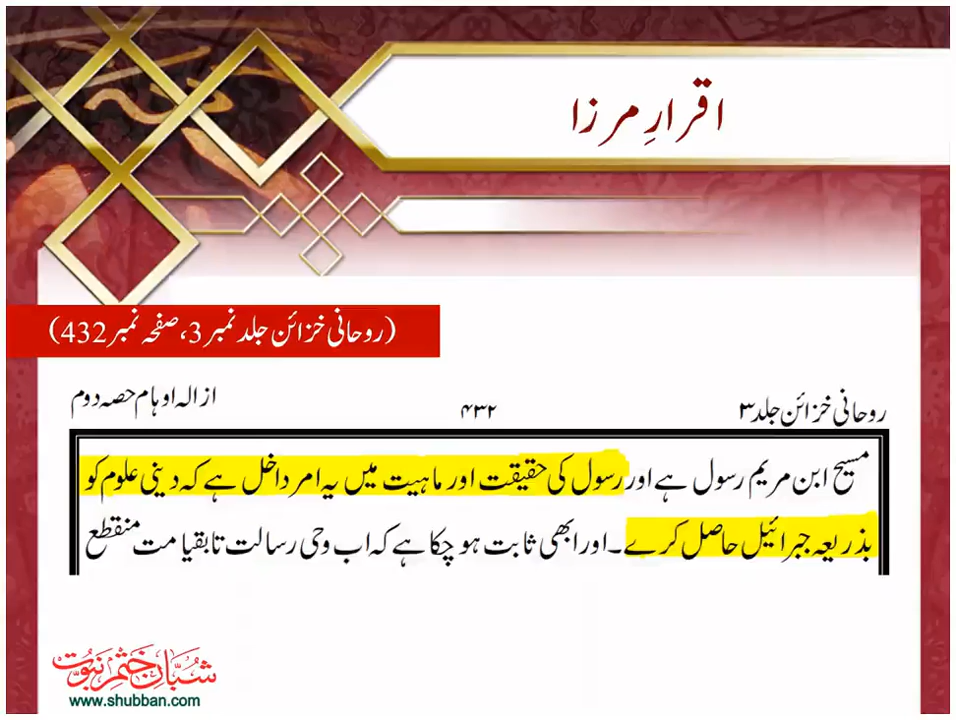 اقرارِ مرزا
(روحانی خزائن جلد نمبر 3، صفحہ نمبر 432)
روحانی خزائن جلد ۳ ۴۳۲ ازالہ اوہام حصہ دوم
مسیح ابن مریم رسول ہے اور رسول کی حقیقت اور ماہیت میں یہ امر داخل ہے کہ دینی علوم کو
بذریعہ جبرائیل حاصل کرے۔ اور ابھی ثابت ہو چکا ہے کہ اب وحی رسالت تابقیامت منقطع
شبانِ ختم نبوت
www.shubban.com